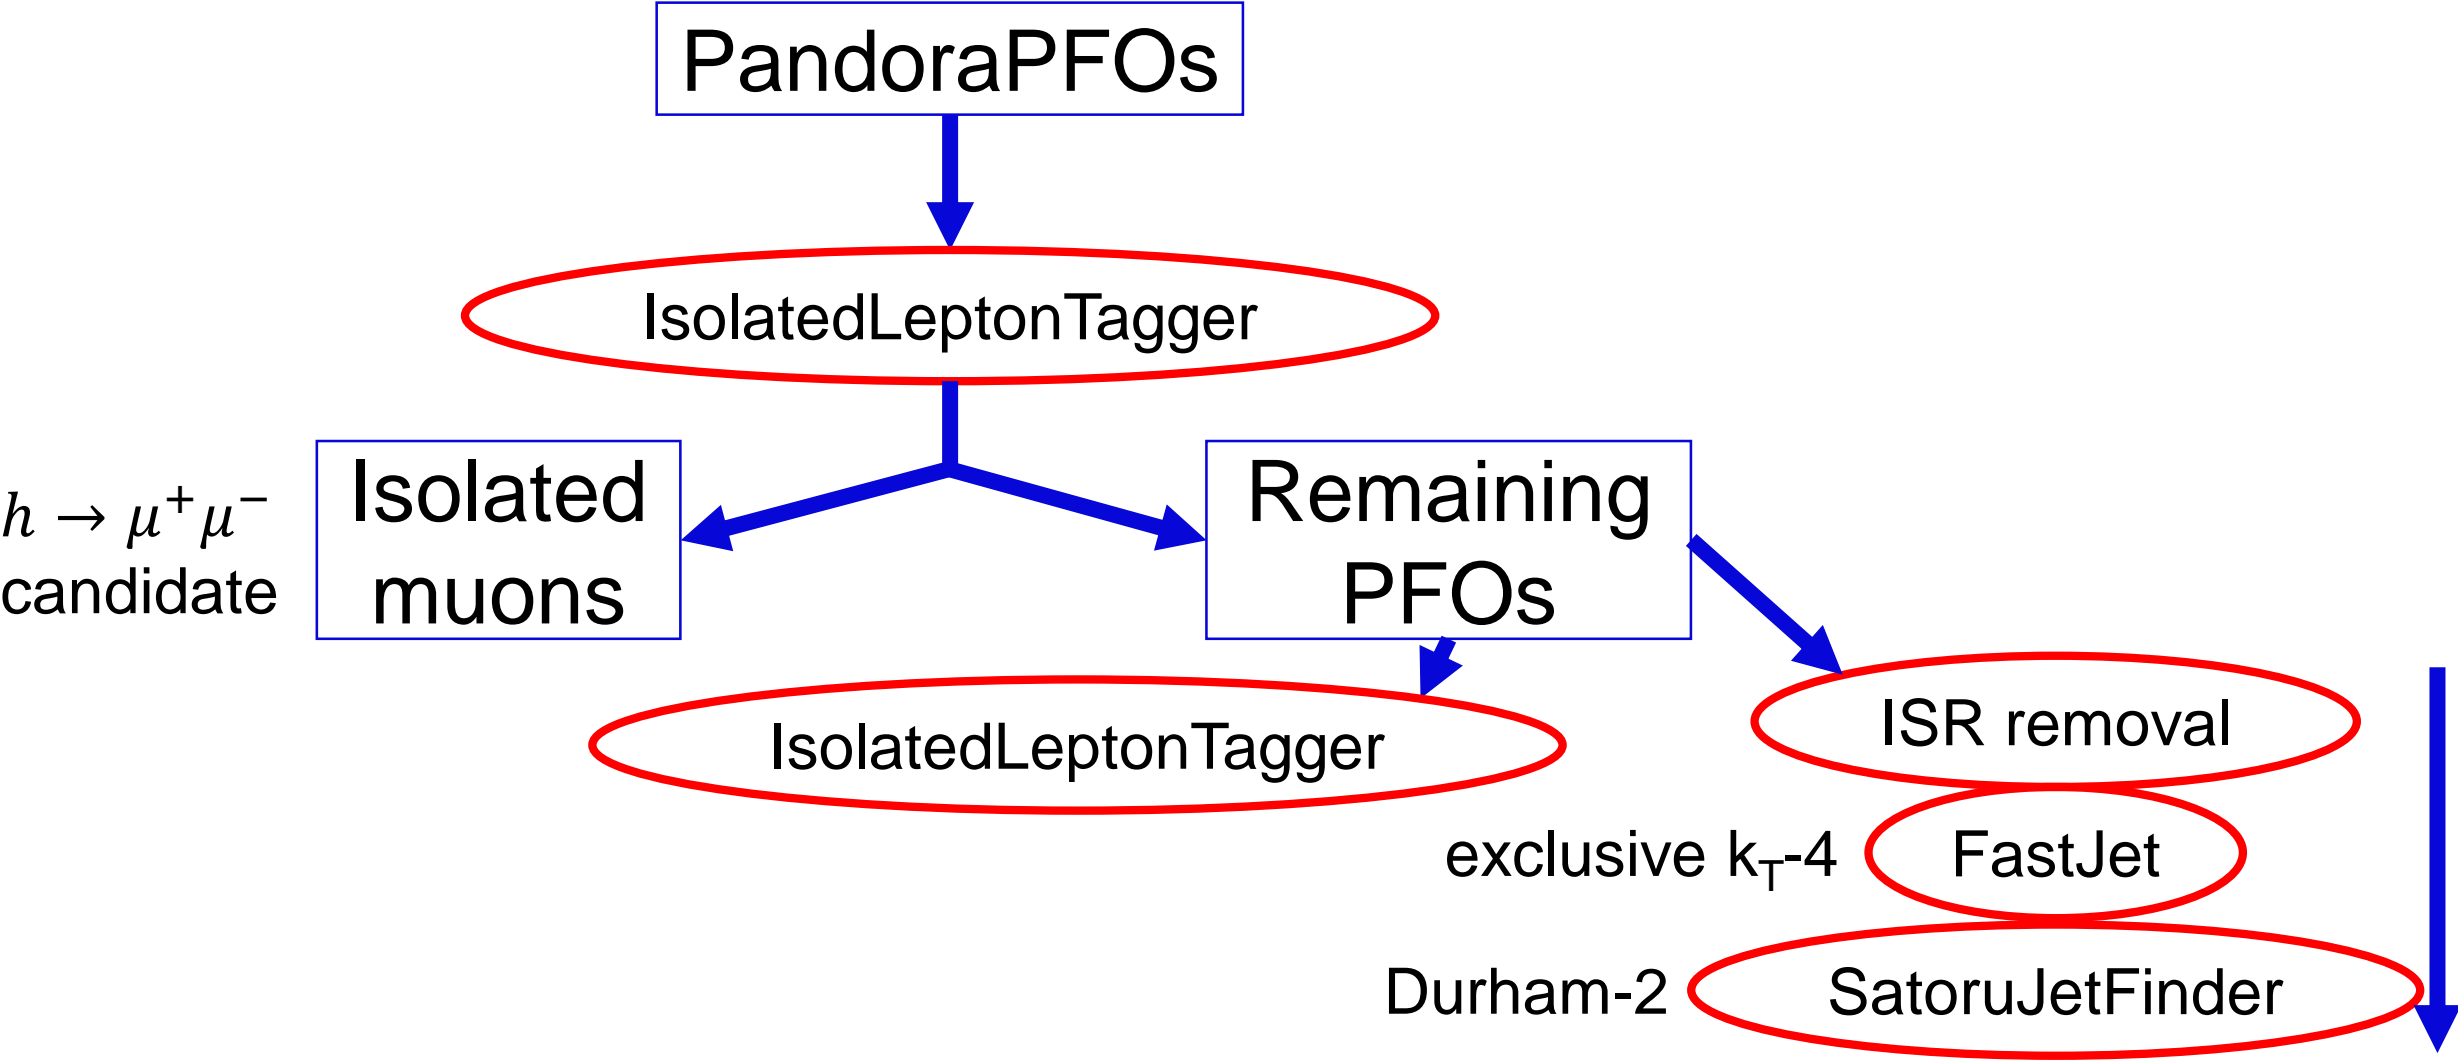 PandoraPFOs
IsolatedLeptonTagger
h → μ⁺μ⁻
candidate
Isolated
muons
Remaining
PFOs
IsolatedLeptonTagger
ISR removal
exclusive k_T-4
FastJet
Durham-2
SatoruJetFinder